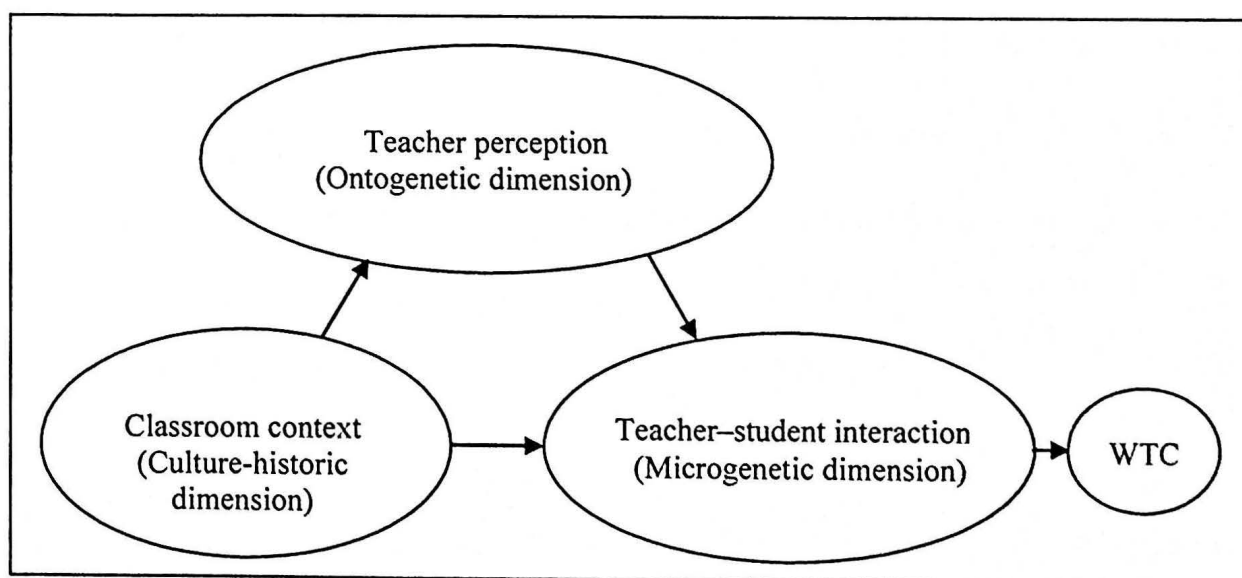 Teacher perception
(Ontogenetic dimension)
Classroom context
(Culture-historic
dimension)
Teacher–student interaction
(Microgenetic dimension)
WTC